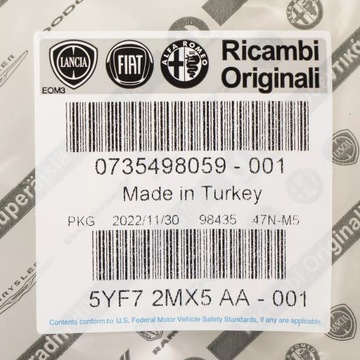 LANCIA FIAT ALFA ROMEO Ricambi
EOM3 Originali
0735498059 - 001
Made in Turkey
PKG 2022/11/30 98435 47N-M5
5YF7 2MX5 AA - 001
Contents conform to U.S. Federal Motor Vehicle Safety Standards, if any are applicable.